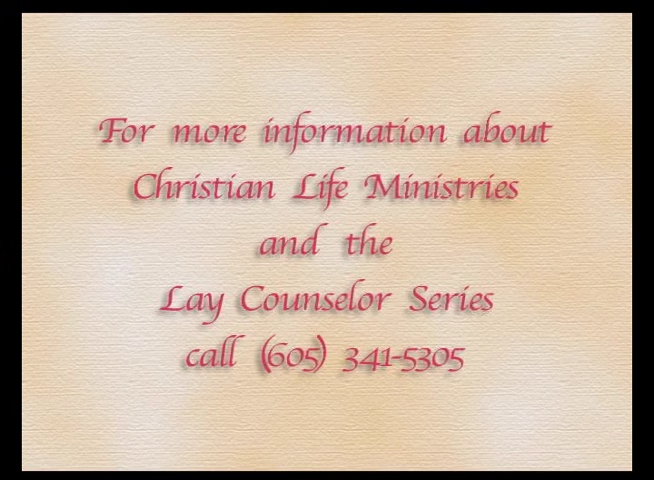 For more information about
Christian Life Ministries
and the
Lay Counselor Series
call (605) 341-5305